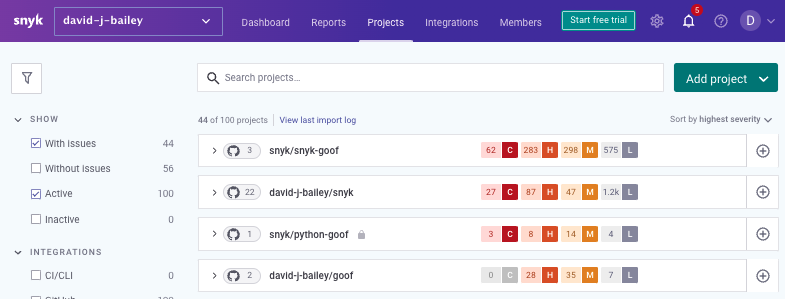 snyk
david-j-bailey
Dashboard
Reports
Projects
Integrations
Members
Start free trial
5
D
Search projects...
Add project
SHOW
44 of 100 projects
View last import log
Sort by highest severity
With issues 44
Without issues 56
Active 100
Inactive 0
3 snyk/snyk-goof 62 C 283 H 298 M 575 L
22 david-j-bailey/snyk 27 C 87 H 47 M 1.2k L
1 snyk/python-goof 3 C 8 H 14 M 4 L
INTEGRATIONS
2 david-j-bailey/goof 0 C 28 H 35 M 7 L
CI/CLI 0